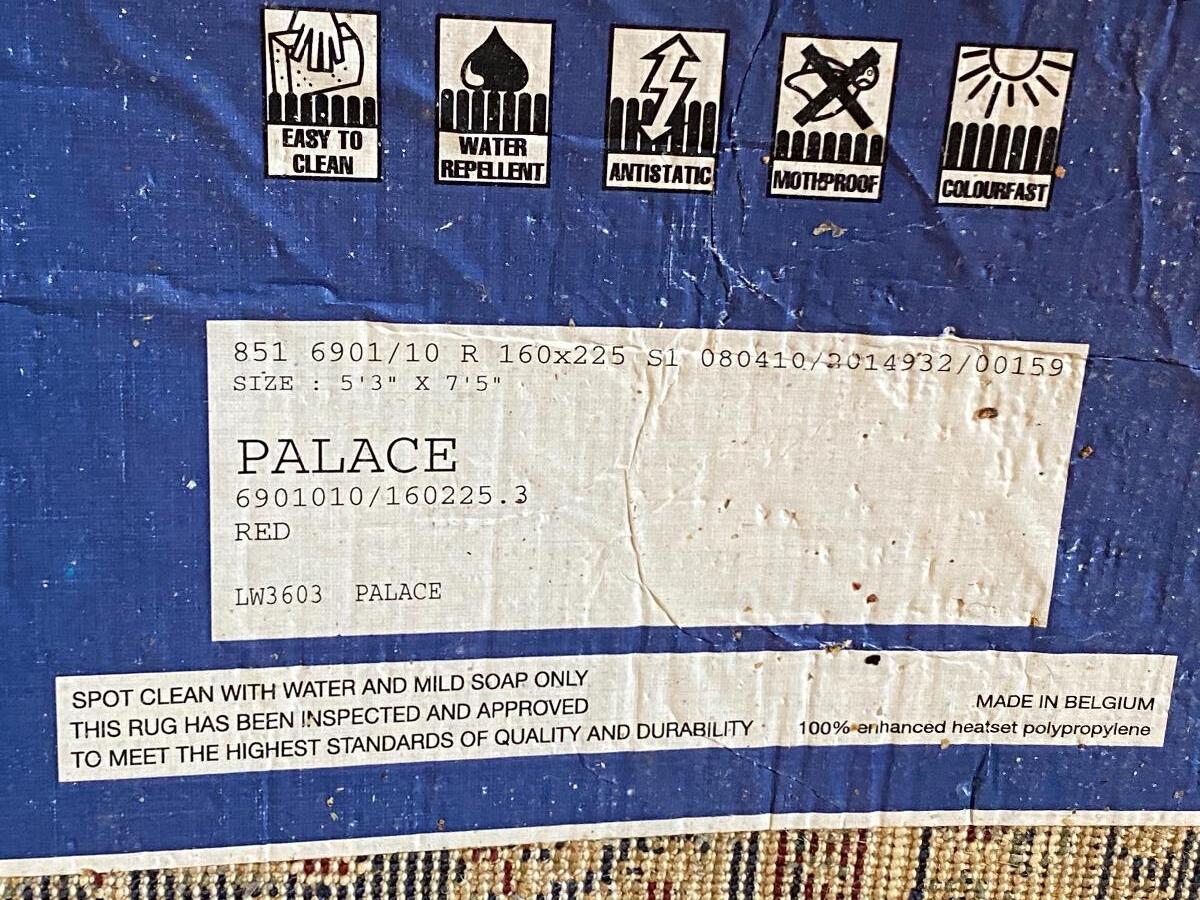 EASY TO
CLEAN
WATER
REPELLENT
ANTISTATIC
MOTHPROOF
COLOURFAST
851 6901/10 R 160x225 S1 080410/2014932/00159
SIZE : 5'3" X 7'5"
PALACE
6901010/160225.3
RED
LW3603 PALACE
SPOT CLEAN WITH WATER AND MILD SOAP ONLY
THIS RUG HAS BEEN INSPECTED AND APPROVED
TO MEET THE HIGHEST STANDARDS OF QUALITY AND DURABILITY
MADE IN BELGIUM
100% enhanced heatset polypropylene